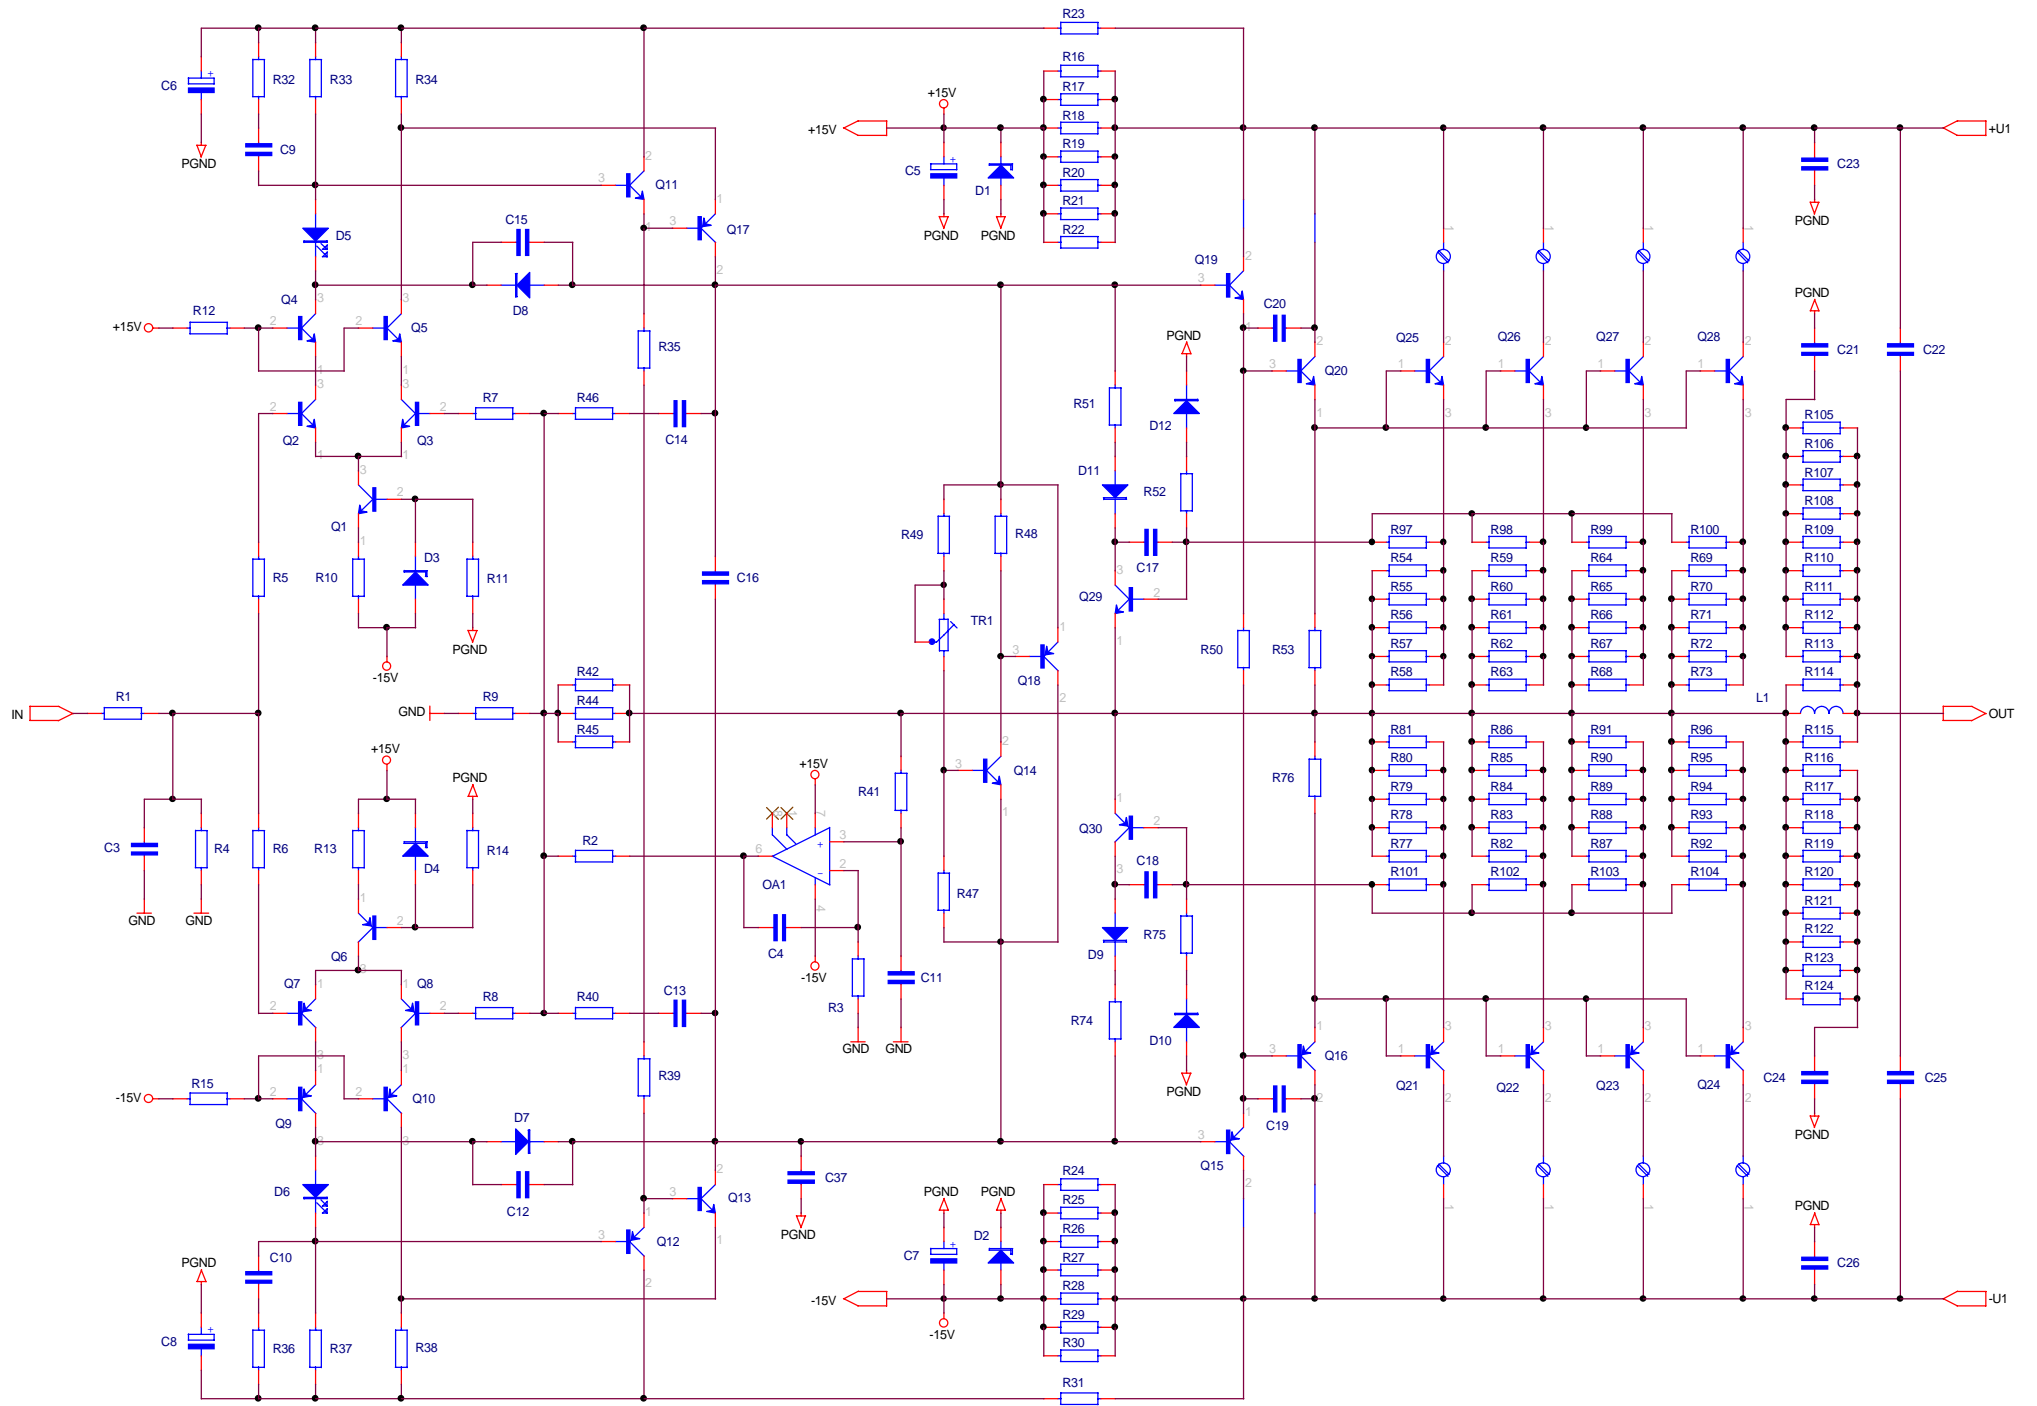 R23
R16
C6 + R32 R33 R34
R17
+15V
R18
+15V +U1
C9
R19
PGND
C5 + D1
R20
C23
Q11
R21
C15
Q17
R22
PGND PGND PGND
D5
Q19
D8
Q4
R12
+15V
Q5
C20
PGND
R35
PGND
Q25 Q26 Q27 Q28
C21 C22
Q20
R7 R46
R51
D12
R105
Q2 Q3 C14
R106
D11
R107
R52
R108
Q1
R49 R48
R97 R98 R99 R100 R109
D3
C17
R54 R59 R64 R69 R110
R5 R10 R11
C16
R55 R60 R65 R70 R111
Q29
TR1
R56 R61 R66 R71 R112
PGND
R50 R53
R57 R62 R67 R72 R113
-15V
R42
Q18
R58 R63 R68 R73 R114
R1 R9 R44
L1
IN GND OUT
R45
R81 R86 R91 R96 R115
+15V
PGND
+15V
Q14
R80 R85 R90 R95 R116
R76
R41
R79 R84 R89 R94 R117
Q30
R78 R83 R88 R93 R118
C3 R4 R6 R13 D4 R14
R2
R77 R82 R87 R92 R119
OA1
C18
R101 R102 R103 R104 R120
R47
GND GND
R121
R75
R122
C4
D9
Q6
R123
-15V
C11
Q7 Q8
R8 R40 C13
R124
R3
R74
D10
GND GND
Q16
R39
R15
-15V
Q21 Q22 Q23 Q24
C24 C25
PGND
Q9
Q10
D7
C19
PGND
Q15
D6
C37
R24
C12
Q13
PGND PGND
R25
PGND
PGND
R26
Q12
C7 + D2
C10
R27
C26
PGND
R28
-15V -U1
R29
-15V
C8 + R36 R37 R38
R30
R31